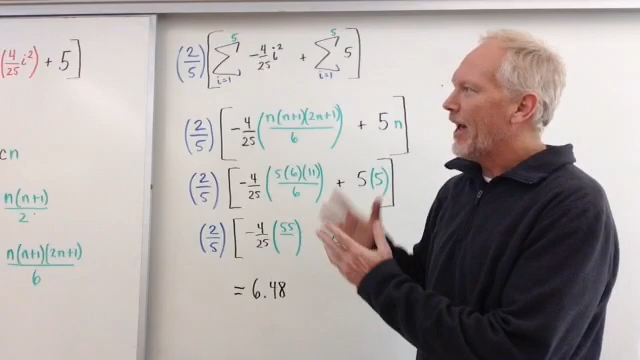 (4/25 i²) + 5]
cn
n(n+1)/2
n(n+1)(2n+1)/6
(2/5) [ 5 ∑ i=1 -4/25 i² + 5 ∑ i=1 5 ]
(2/5) [ -4/25 (n(n+1)(2n+1)/6) + 5n ]
(2/5) [ -4/25 (5(6)(11)/6) + 5(5) ]
(2/5) [ -4/25 (55)
= 6.48